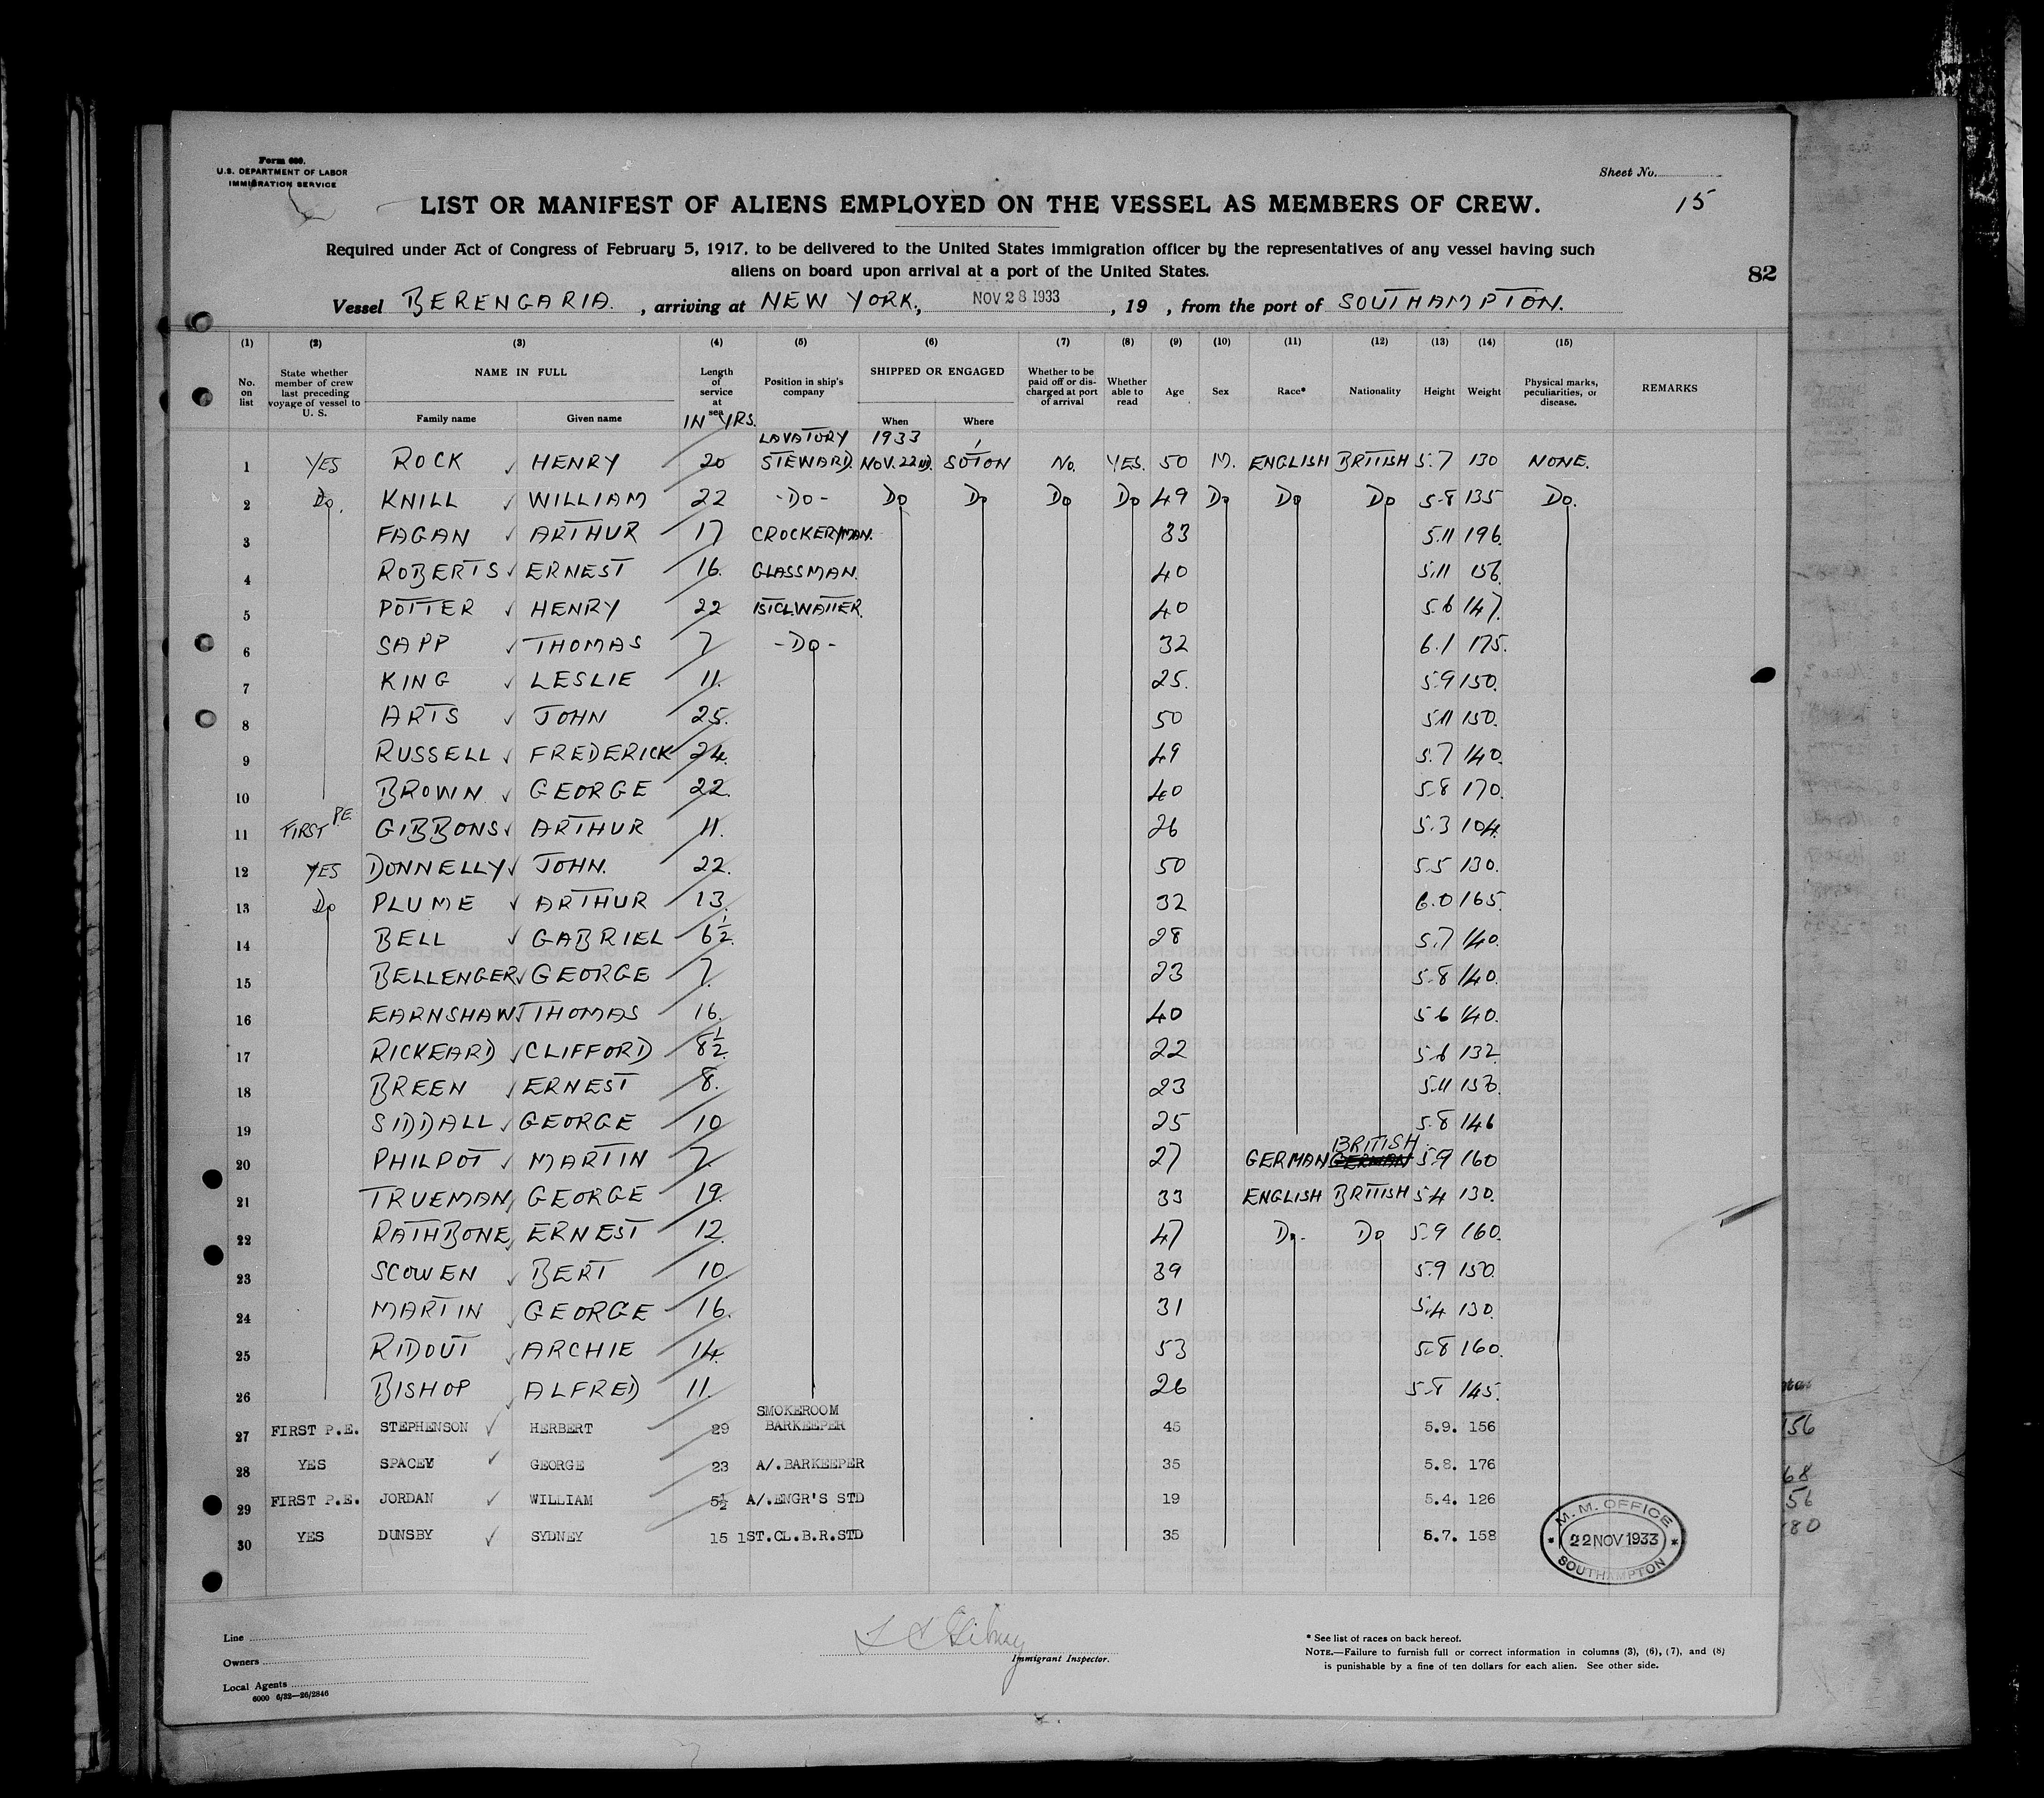 Form 680.
U.S. DEPARTMENT OF LABOR
IMMIGRATION SERVICE
Sheet No.
15
LIST OR MANIFEST OF ALIENS EMPLOYED ON THE VESSEL AS MEMBERS OF CREW.
Required under Act of Congress of February 5, 1917, to be delivered to the United States immigration officer by the representatives of any vessel having such
aliens on board upon arrival at a port of the United States.
82
Vessel BERENGARIA. , arriving at NEW YORK, NOV 28 1933 , 19 , from the port of SOUTHAMPTON.
(1) (2) (3) (4) (5) (6) (7) (8) (9) (10) (11) (12) (13) (14) (15)
No. on list
State whether member of crew last preceding voyage of vessel to U. S.
NAME IN FULL
Family name Given name
Length of service at sea
IN YRS.
Position in ship's company
SHIPPED OR ENGAGED
When Where
Whether to be paid off or discharged at port of arrival
Whether able to read
Age Sex Race* Nationality Height Weight
Physical marks, peculiarities, or disease.
REMARKS
1 YES ROCK ✓ HENRY 20 LAVATORY STEWARD. 1933 NOV. 22ND. S'OTON No. YES. 50 M. ENGLISH BRITISH 5.7 130 NONE.
2 Do. KNILL ✓ WILLIAM 22 -Do- Do Do Do Do 49 Do Do Do 5-8 135 Do.
3 FAGAN ✓ ARTHUR 17 CROCKERYMAN. 33 5.11 196.
4 ROBERTS ✓ ERNEST 16. GLASSMAN. 40 5.11 156.
5 POTTER ✓ HENRY 22 1STCLWAITER. 40 5.6 147.
6 SAPP ✓ THOMAS 7 -Do- 32 6.1 175.
7 KING ✓ LESLIE 11. 25. 5.9 150.
8 ARTS ✓ JOHN 25. 50 5.11 150.
9 RUSSELL ✓ FREDERICK 24. 49 5.7 140.
10 BROWN. ✓ GEORGE 22. 40 5.8 170.
11 FIRST P.E. GIBBONS ✓ ARTHUR 11. 26 5.3 104.
12 YES DONNELLY ✓ JOHN. 22. 50 5.5 130.
13 Do PLUME ✓ ARTHUR 13. 32 6.0 165.
14 BELL ✓ GABRIEL 6½. 28 5.7 140.
15 BELLENGER ✓ GEORGE 7. 23 5-8 140.
16 EARNSHAW ✓ THOMAS 16. 40 5.6 140.
17 RICKEARD ✓ CLIFFORD 8½. 22 5.6 132.
18 BREEN ✓ ERNEST 8. 23 5.11 156.
19 SIDDALL ✓ GEORGE 10 25 5.8 146
20 PHILPOT ✓ MARTIN 7. 27 GERMAN BRITISH. GERMAN 5.9 160
21 TRUEMAN ✓ GEORGE 19. 33 ENGLISH BRITISH 5.4 130.
22 RATHBONE ✓ ERNEST 12. 47 Do. Do 5.9 160.
23 SCOWEN ✓ BERT 10. 39 5.9 150.
24 MARTIN ✓ GEORGE 16. 31 5.4 130.
25 RIDOUT ✓ ARCHIE 14. 53 5.8 160.
26 BISHOP ✓ ALFRED 11. 26 5.8 145.
27 FIRST P.E. STEPHENSON ✓ HERBERT 29 SMOKEROOM BARKEEPER 45 5.9. 156
28 YES SPACEY ✓ GEORGE 23 A/.BARKEEPER 35 5.8. 176
29 FIRST P.E. JORDAN ✓ WILLIAM 5½ A/.ENGR'S STD 19 5.4. 126
30 YES DUNSBY ✓ SYDNEY 15 1ST.CL.B.R.STD 35 5.7. 158
M.M. OFFICE
22 NOV 1933
SOUTHAMPTON
Line
Owners
Local Agents
6000 6/32—26/2846
Immigrant Inspector.
* See list of races on back hereof.
NOTE.—Failure to furnish full or correct information in columns (3), (6), (7), and (8)
is punishable by a fine of ten dollars for each alien. See other side.
156
68
56
80